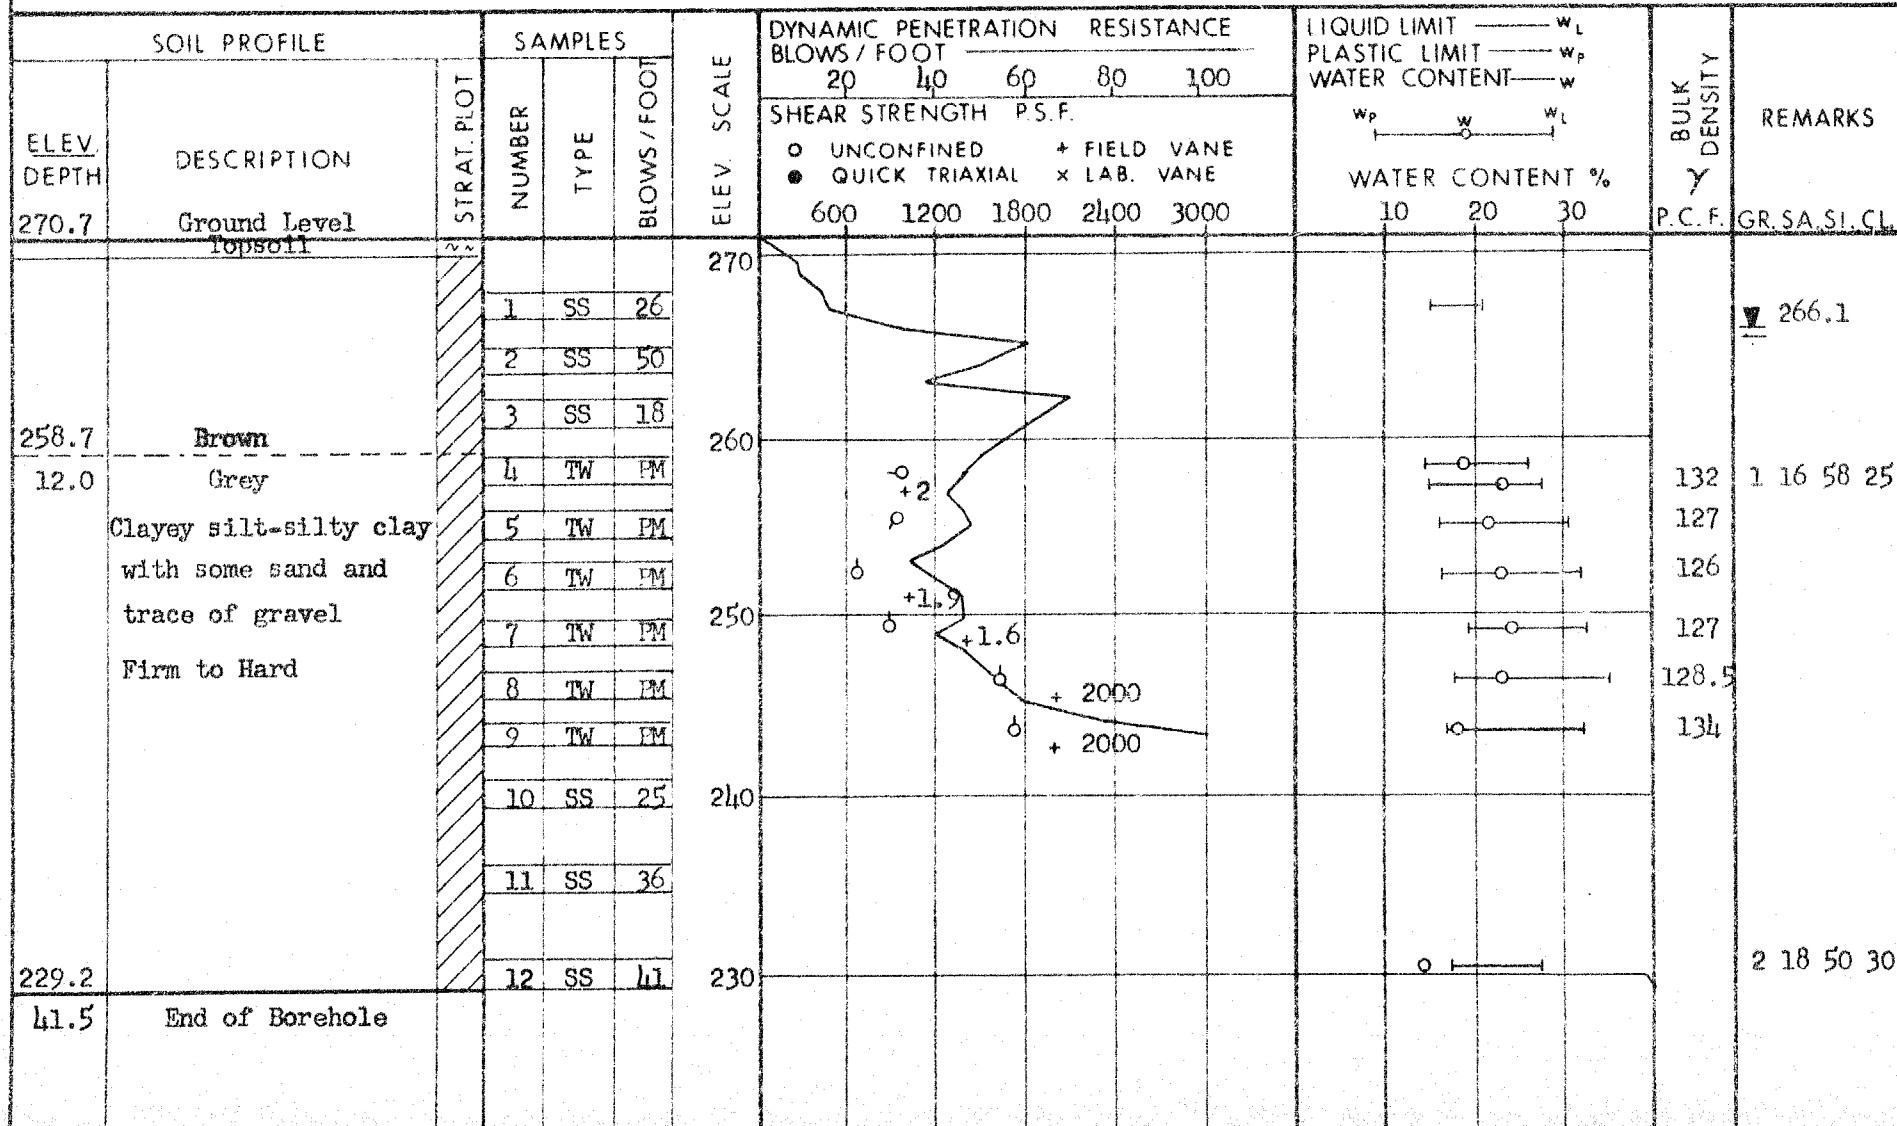 SOIL PROFILE
SAMPLES
ELEV. SCALE
DYNAMIC PENETRATION RESISTANCE
BLOWS / FOOT
20 40 60 80 100
SHEAR STRENGTH P.S.F.
o UNCONFINED + FIELD VANE
● QUICK TRIAXIAL x LAB. VANE
600 1200 1800 2400 3000
LIQUID LIMIT — wL
PLASTIC LIMIT — wP
WATER CONTENT — w
wP w wL
WATER CONTENT %
10 20 30
BULK DENSITY
γ
P.C.F.
REMARKS
GR. SA. SI. CL.
ELEV.
DEPTH
DESCRIPTION
STRAT. PLOT
NUMBER
TYPE
BLOWS / FOOT
270.7 Ground Level
Topsoil
270
1 SS 26
266.1
2 SS 50
3 SS 18
258.7 Brown
260
12.0 Grey
4 TW PM
132 1 16 58 25
+2
Clayey silt-silty clay
5 TW PM
127
with some sand and
6 TW PM
126
trace of gravel
+1.9
250
7 TW PM
+1.6
127
Firm to Hard
8 TW PM
+ 2000
128.5
9 TW PM
+ 2000
134
10 SS 25
240
11 SS 36
229.2
12 SS 41
230
2 18 50 30
41.5 End of Borehole